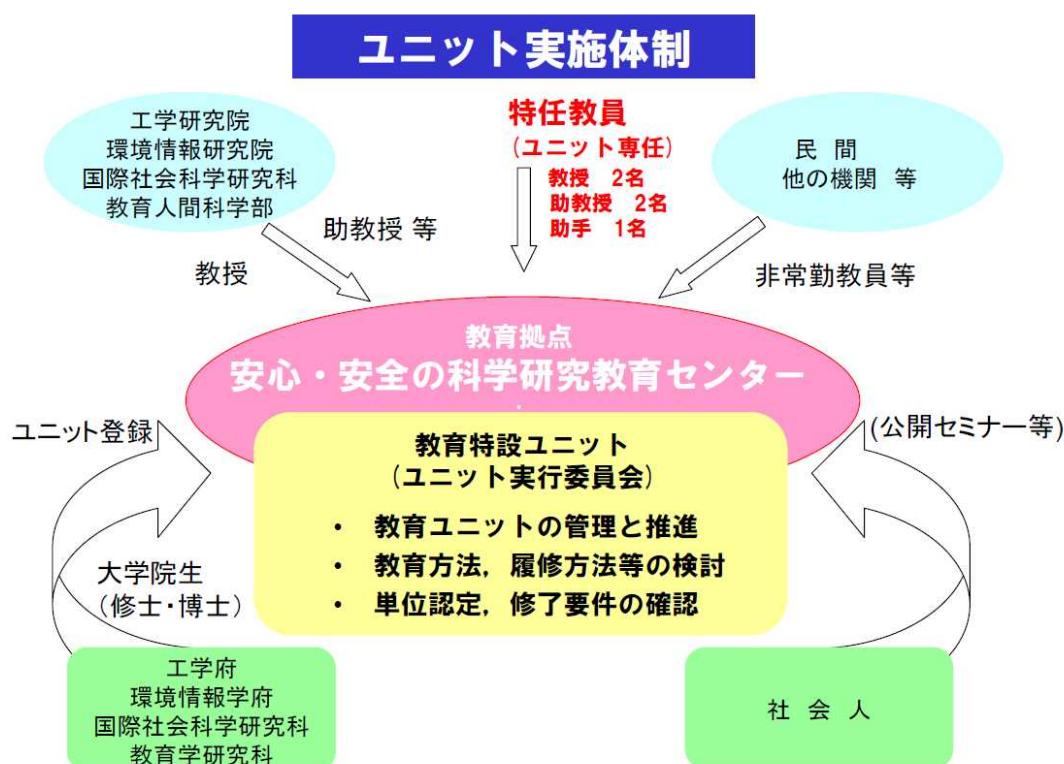 ユニット実施体制
工学研究院
環境情報研究院
国際社会科学研究科
教育人間科学部
特任教員
(ユニット専任)
教授 2名
助教授 2名
助手 1名
民 間
他の機関 等
助教授 等
教授
非常勤教員等
教育拠点
安心・安全の科学研究教育センター
ユニット登録
(公開セミナー等)
教育特設ユニット
(ユニット実行委員会)
・ 教育ユニットの管理と推進
・ 教育方法，履修方法等の検討
・ 単位認定，修了要件の確認
大学院生
(修士・博士)
工学府
環境情報学府
国際社会科学研究科
教育学研究科
社 会 人